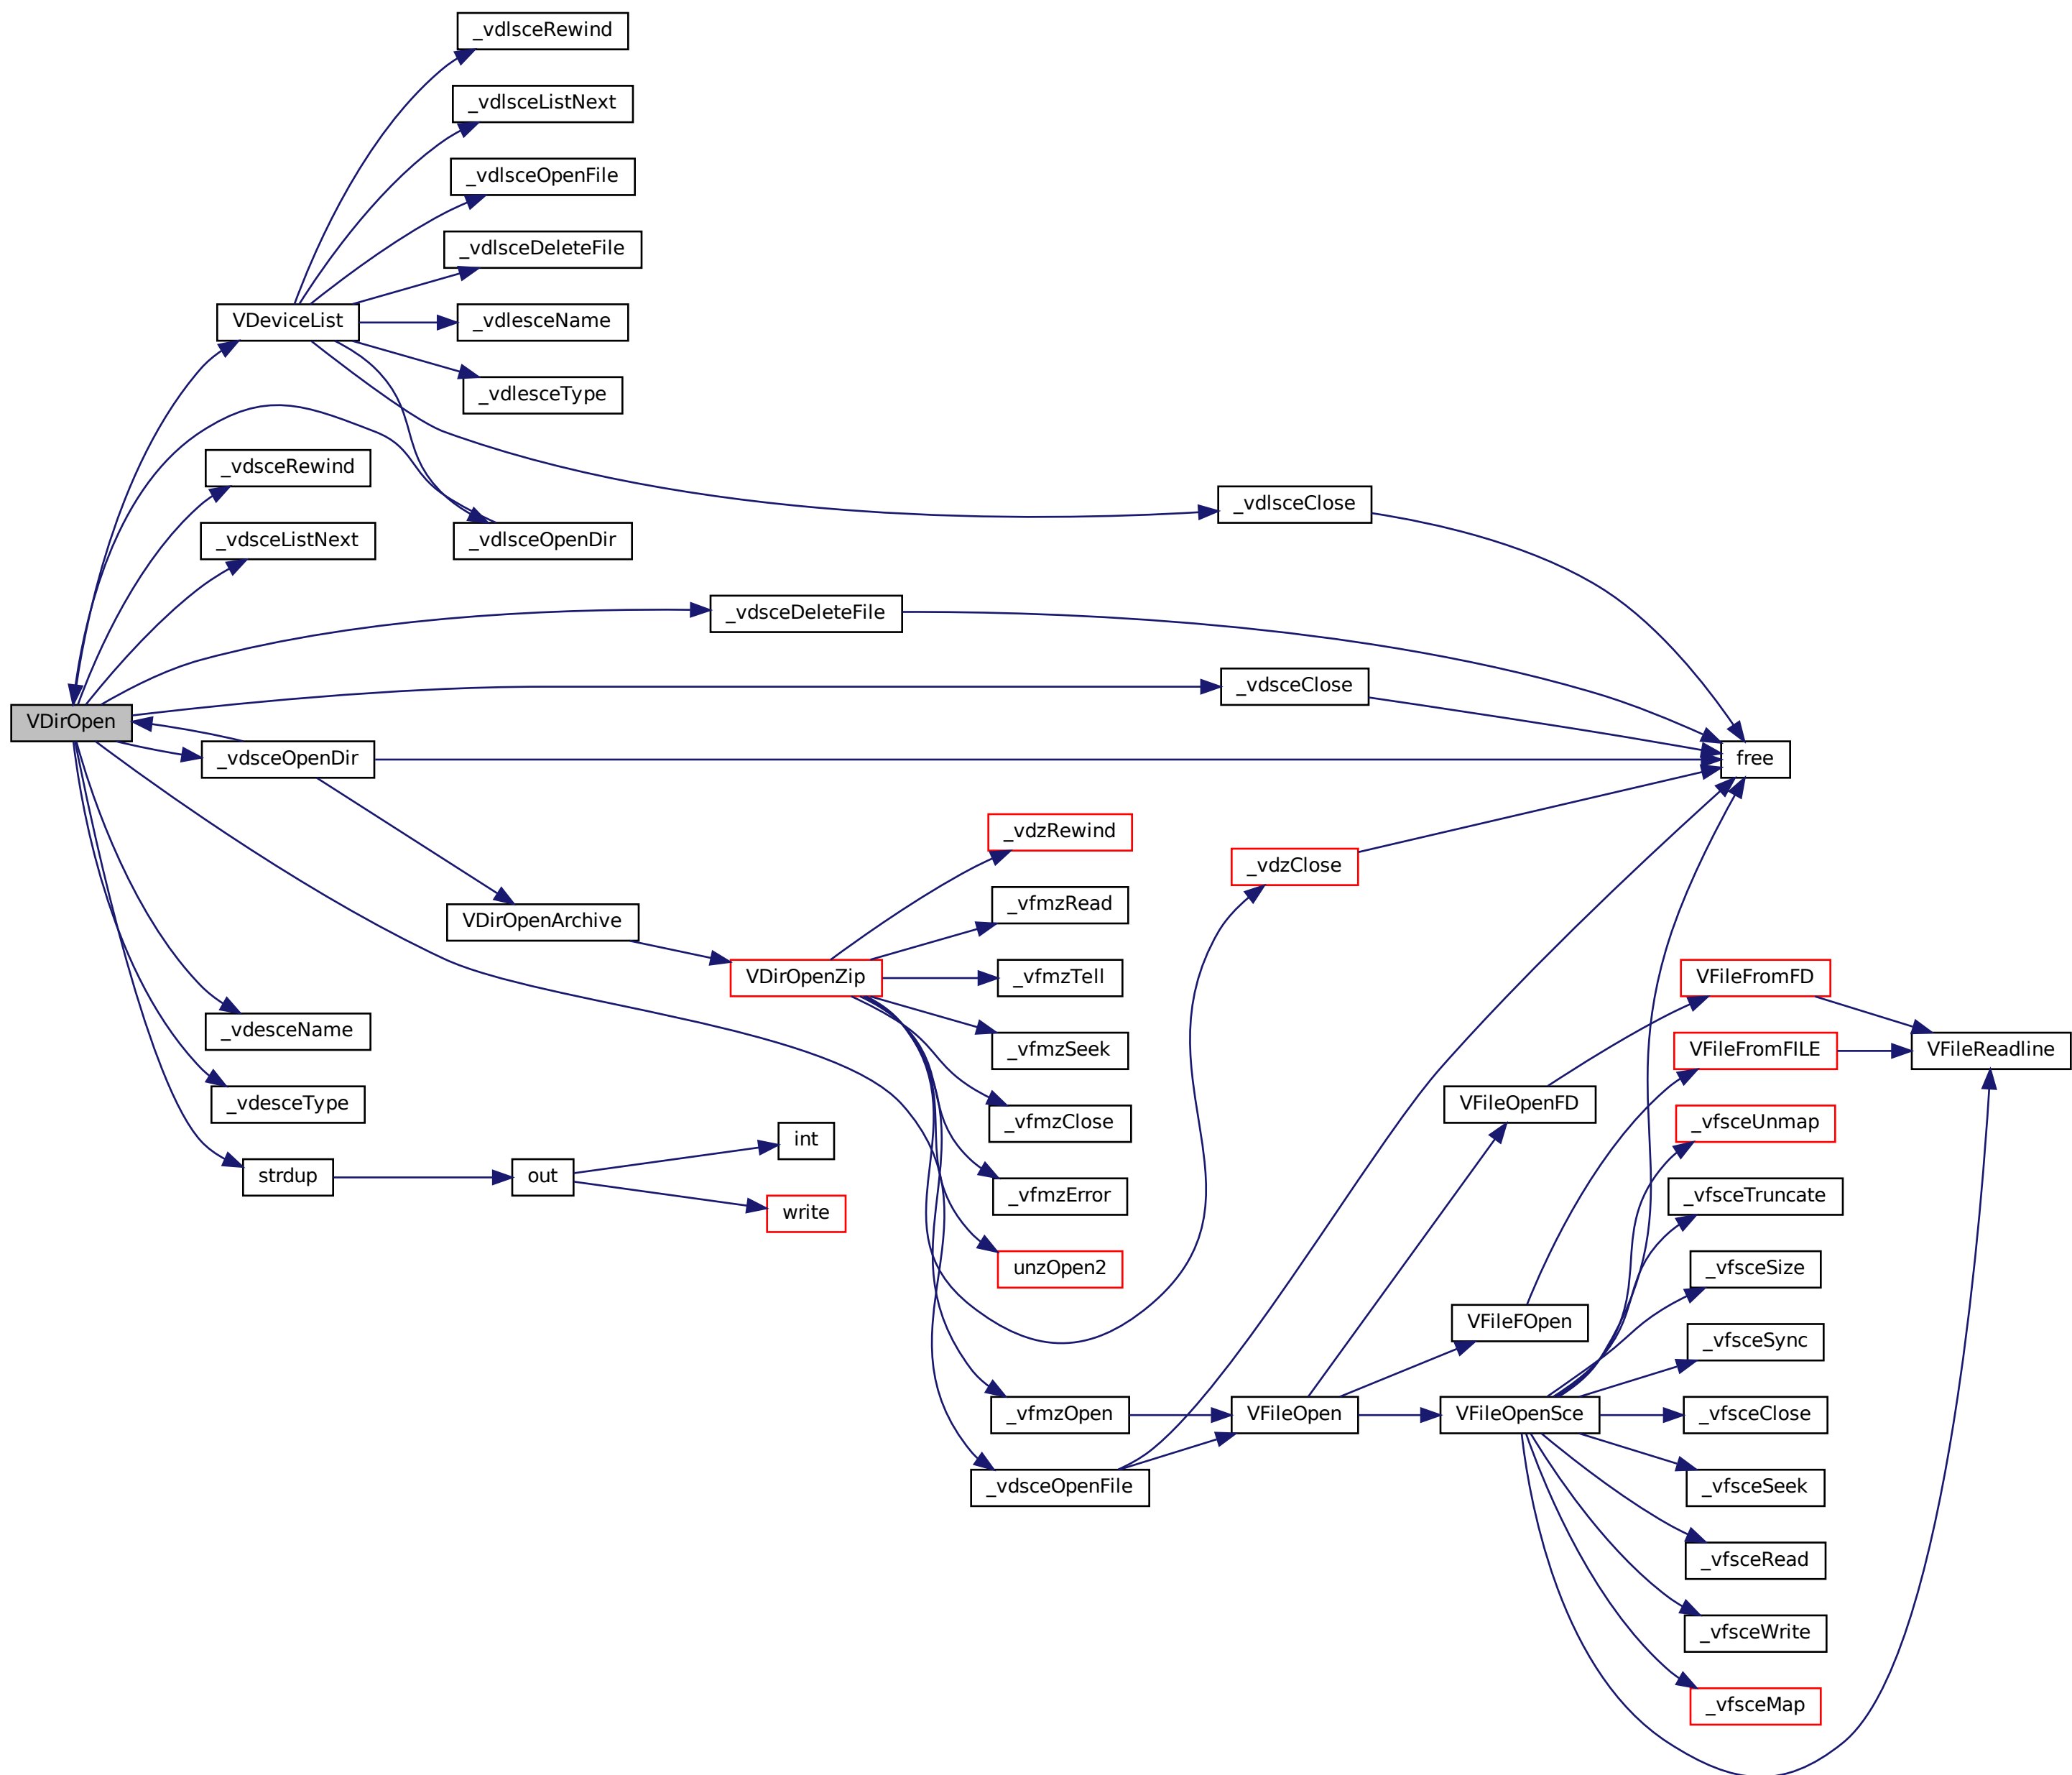 _vdlsceRewind
_vdlsceListNext
_vdlsceOpenFile
_vdlsceDeleteFile
VDeviceList
_vdlesceName
_vdlesceType
_vdsceRewind
_vdlsceClose
_vdsceListNext
_vdlsceOpenDir
_vdsceDeleteFile
_vdsceClose
VDirOpen
_vdsceOpenDir
free
_vdzRewind
_vdzClose
_vfmzRead
VDirOpenArchive
VDirOpenZip
_vfmzTell
VFileFromFD
_vdesceName
_vfmzSeek
VFileFromFILE
VFileReadline
_vdesceType
_vfmzClose
VFileOpenFD
_vfsceUnmap
int
strdup
out
_vfmzError
_vfsceTruncate
write
unzOpen2
_vfsceSize
VFileFOpen
_vfsceSync
_vfmzOpen
VFileOpen
VFileOpenSce
_vfsceClose
_vdsceOpenFile
_vfsceSeek
_vfsceRead
_vfsceWrite
_vfsceMap